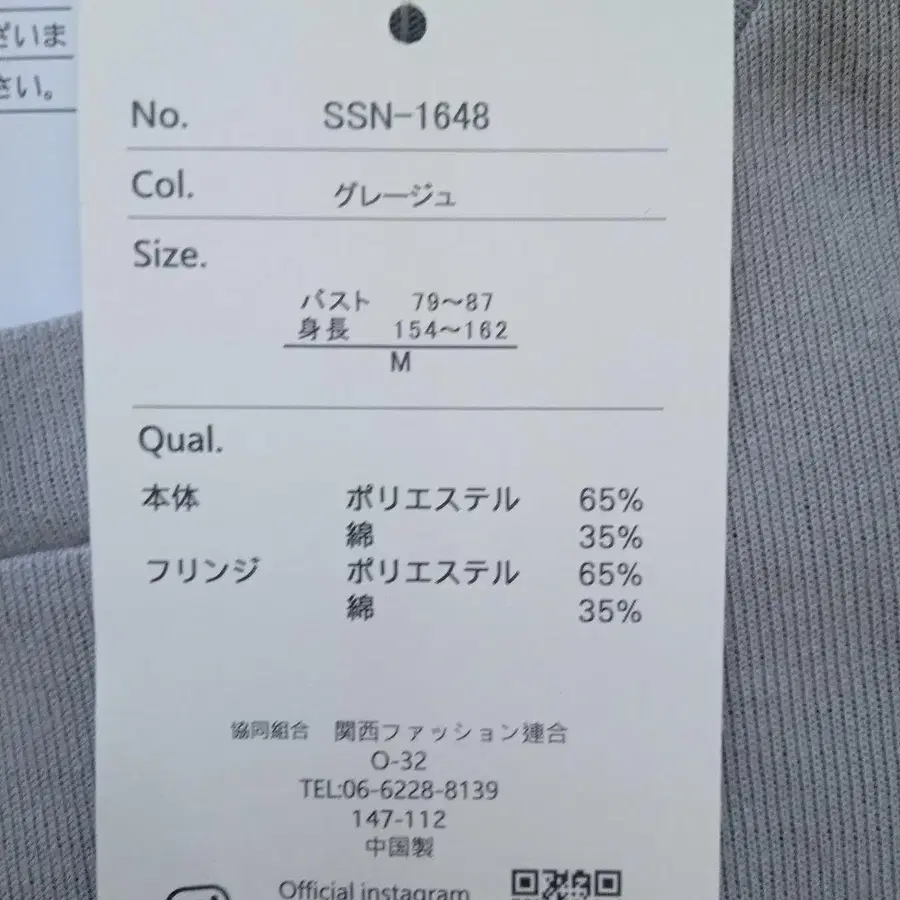 ざいま
さい。
No. SSN-1648
Col. グレージュ
Size.
バスト 79～87
身長 154～162
M
Qual.
本体 ポリエステル 65%
綿 35%
フリンジ ポリエステル 65%
綿 35%
協同組合 関西ファッション連合
O-32
TEL:06-6228-8139
147-112
中国製
Official instagram